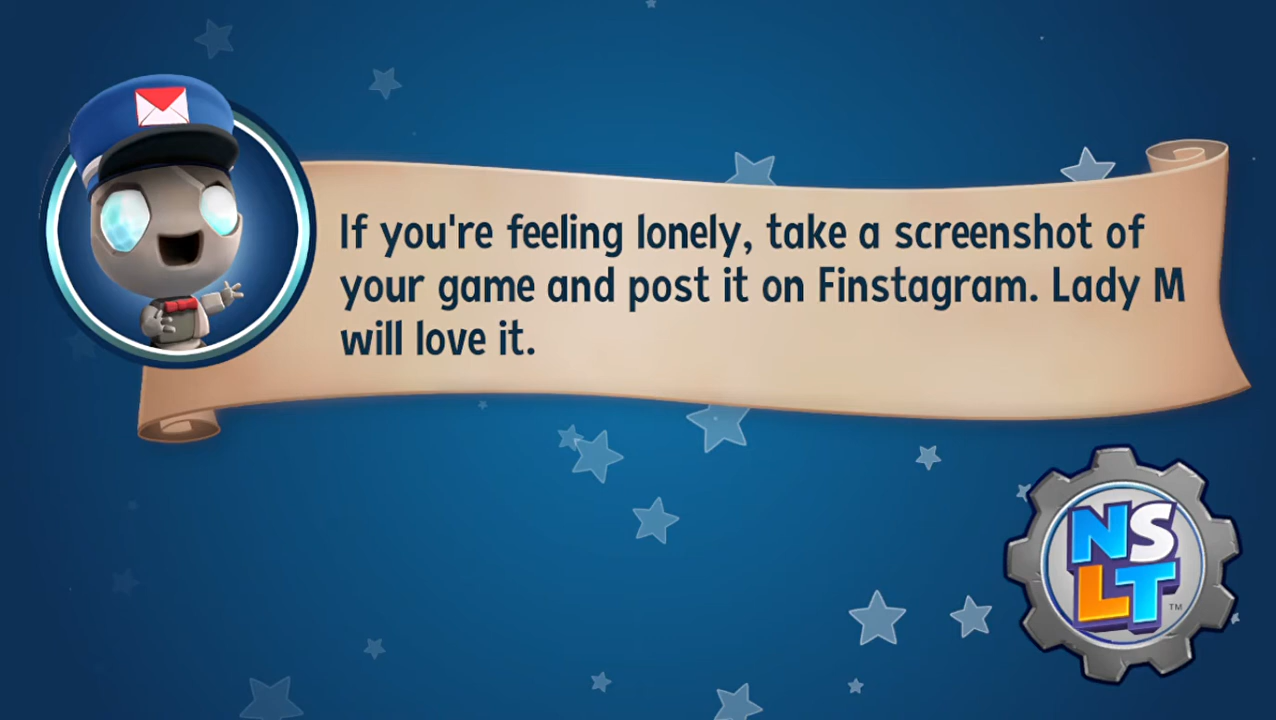 If you're feeling lonely, take a screenshot of
your game and post it on Finstagram. Lady M
will love it.
NS
LT
TM